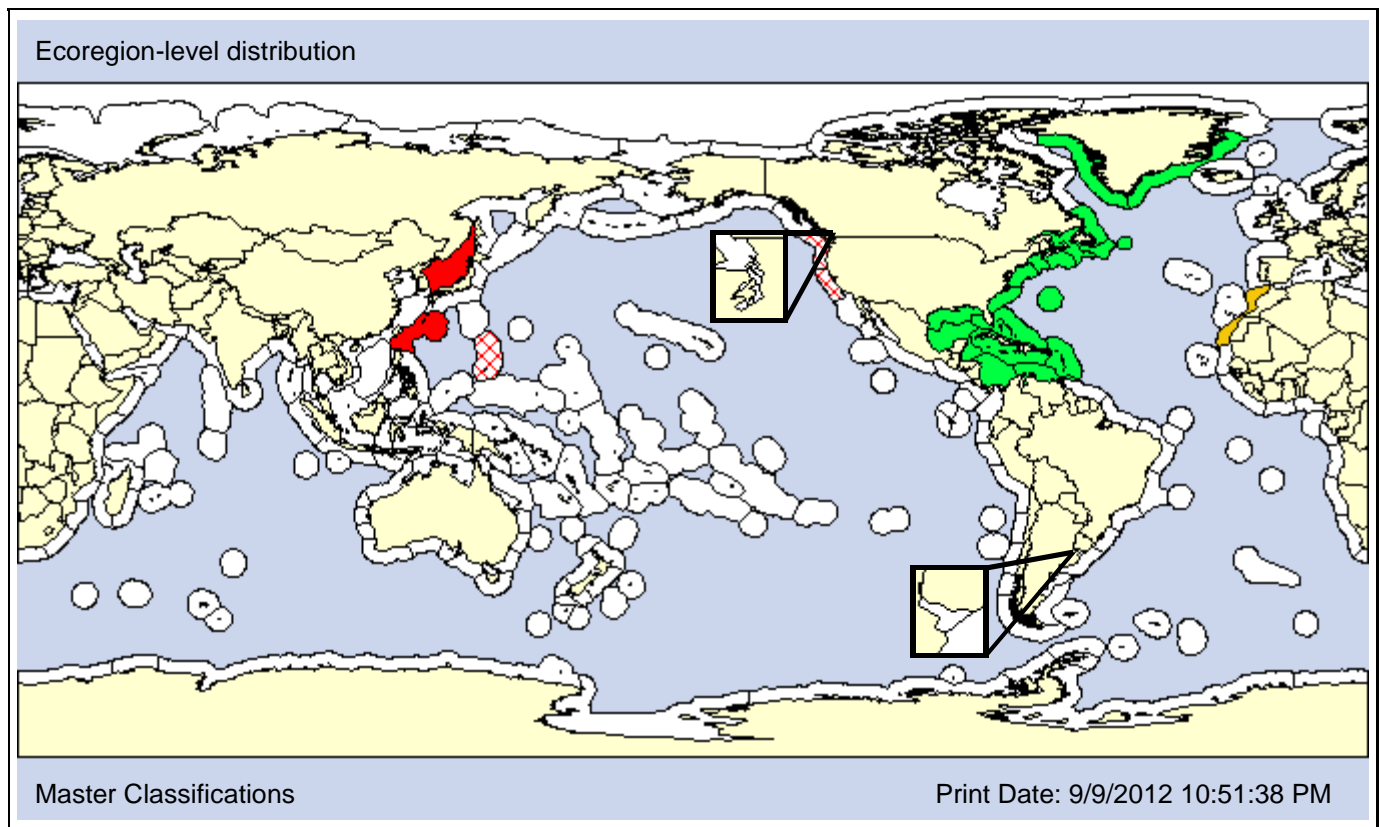 Ecoregion-level distribution
Master Classifications
Print Date: 9/9/2012 10:51:38 PM